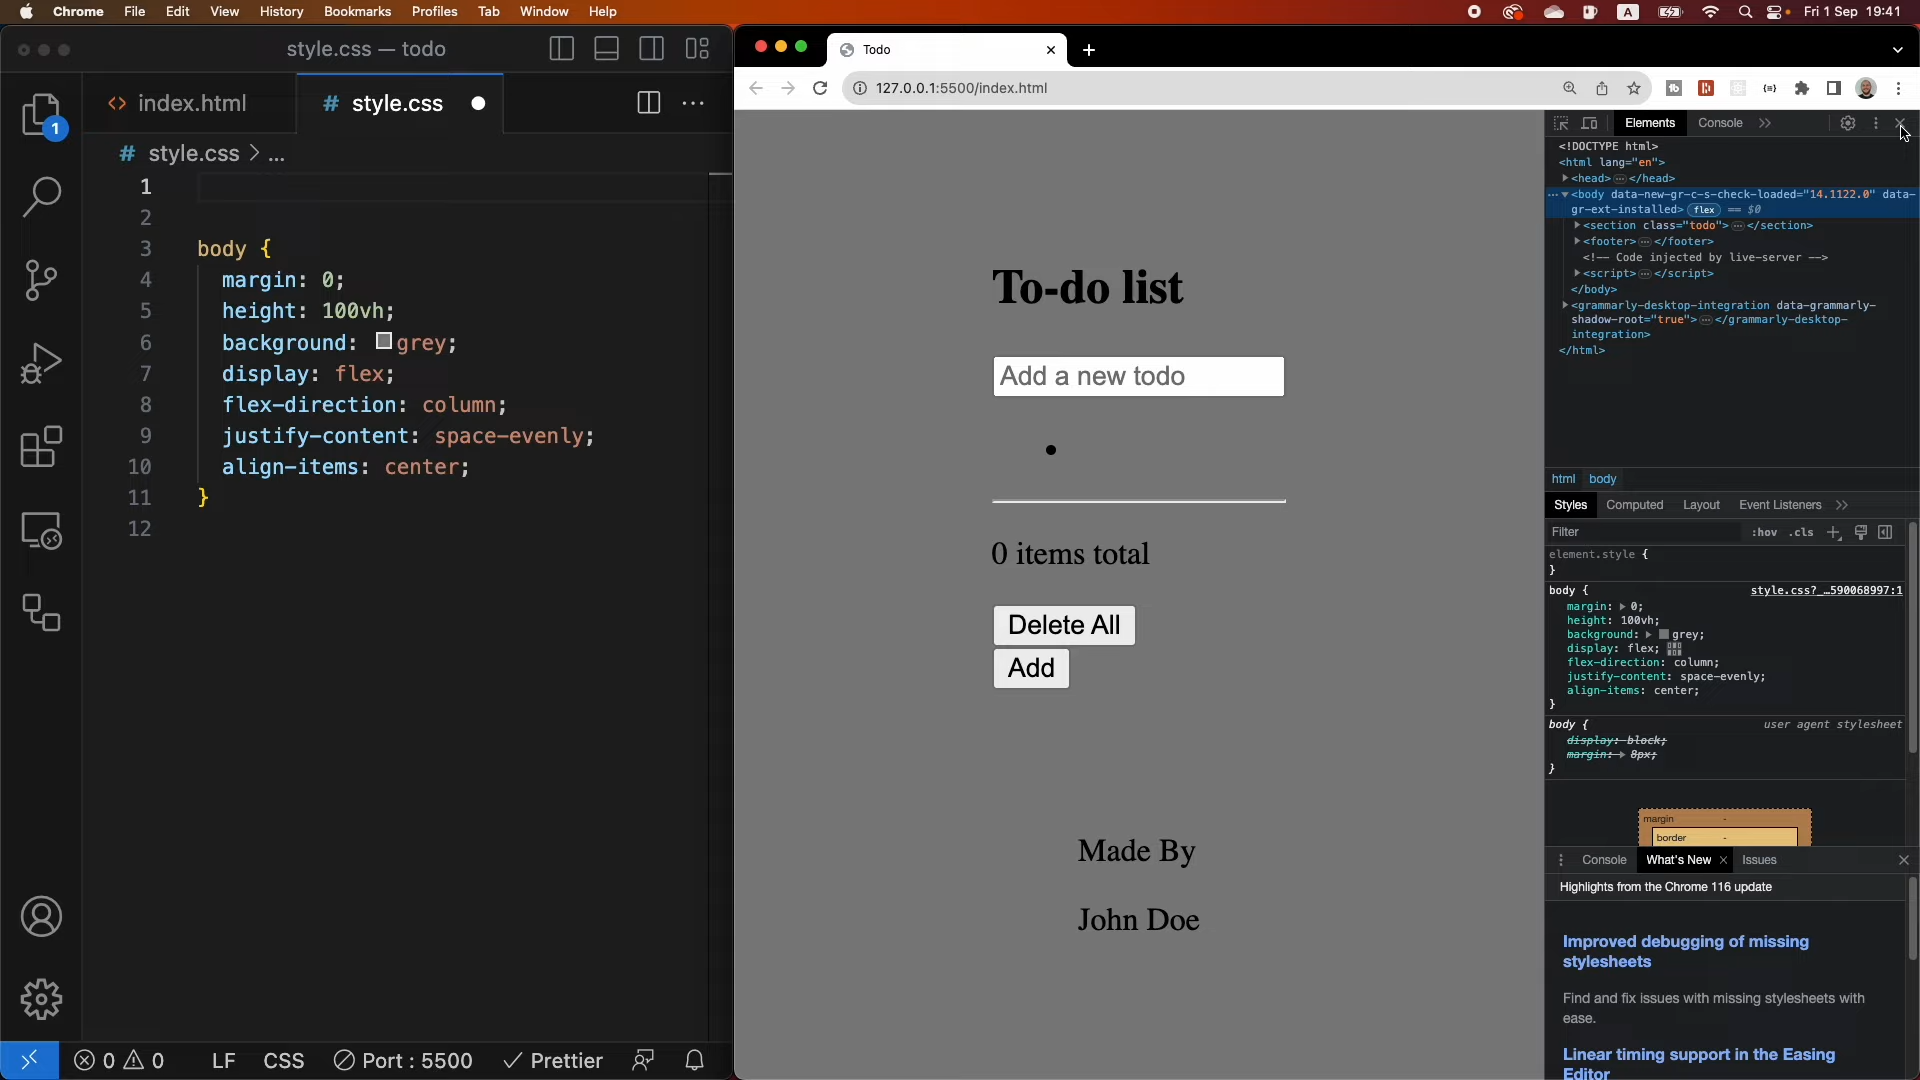 Chrome File Edit View History Bookmarks Profiles Tab Window Help
A Fri 1 Sep 19:41
style.css — todo
<> index.html
# style.css
1
# style.css > ...
1
2
3 body {
4 margin: 0;
5 height: 100vh;
6 background: grey;
7 display: flex;
8 flex-direction: column;
9 justify-content: space-evenly;
10 align-items: center;
11 }
12
0 0 LF CSS Port : 5500 Prettier
Todo
127.0.0.1:5500/index.html
To-do list
Add a new todo
0 items total
Delete All
Add
Made By
John Doe
Elements Console
<!DOCTYPE html>
<html lang="en">
<head> … </head>
<body data-new-gr-c-s-check-loaded="14.1122.0" data-
gr-ext-installed> flex == $0
<section class="todo"> … </section>
<footer> … </footer>
<!-- Code injected by live-server -->
<script> … </script>
</body>
<grammarly-desktop-integration data-grammarly-
shadow-root="true"> … </grammarly-desktop-
integration>
</html>
html body
Styles Computed Layout Event Listeners
Filter :hov .cls
element.style {
}
body { style.css?_…590068997:1
margin: 0;
height: 100vh;
background: grey;
display: flex;
flex-direction: column;
justify-content: space-evenly;
align-items: center;
}
body { user agent stylesheet
display: block;
margin: 8px;
}
margin -
border -
Console What's New Issues
Highlights from the Chrome 116 update
Improved debugging of missing
stylesheets
Find and fix issues with missing stylesheets with
ease.
Linear timing support in the Easing
Editor